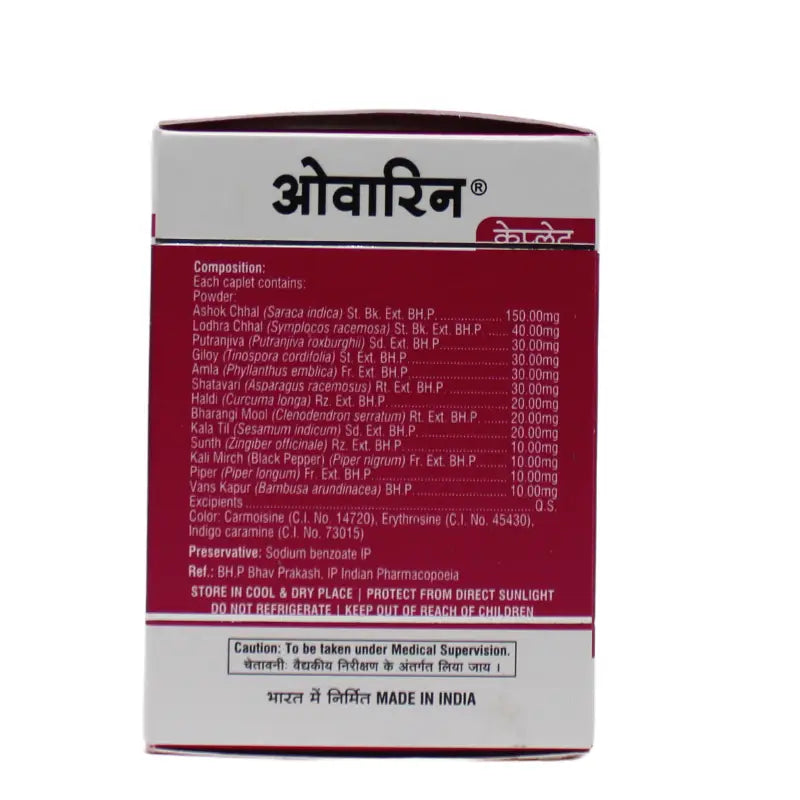 ओवारिन®
केप्लेट
Composition:
Each caplet contains:
Powder:
Ashok Chhal (Saraca indica) St. Bk. Ext. BH.P. .................. 150.00mg
Lodhra Chhal (Symplocos racemosa) St. Bk. Ext. BH.P ...... 40.00mg
Putranjiva (Putranjiva roxburghii) Sd. Ext. BH.P. .................. 30.00mg
Giloy (Tinospora cordifolia) St. Ext. BH.P. .......................... 30.00mg
Amla (Phyllanthus emblica) Fr. Ext. BH.P. .......................... 30.00mg
Shatavari (Asparagus racemosus) Rt. Ext. BH.P. .................. 30.00mg
Haldi (Curcuma longa) Rz. Ext. BH.P. .......................... 20.00mg
Bharangi Mool (Clenodendron serratum) Rt. Ext. BH.P. ....... 20.00mg
Kala Til (Sesamum indicum) Sd. Ext. BH.P. .......................... 20.00mg
Sunth (Zingiber officinale) Rz. Ext. BH.P. .......................... 10.00mg
Kali Mirch (Black Pepper) (Piper nigrum) Fr. Ext. BH.P. ........ 10.00mg
Piper (Piper longum) Fr. Ext. BH.P. .......................... 10.00mg
Vans Kapur (Bambusa arundinacea) BH.P. .......................... 10.00mg
Excipients .......................... Q.S.
Color: Carmoisine (C.I. No. 14720), Erythrosine (C.I. No. 45430),
Indigo caramine (C.I. No. 73015)
Preservative: Sodium benzoate IP
Ref.: BH.P Bhav Prakash, IP Indian Pharmacopoeia
STORE IN COOL & DRY PLACE | PROTECT FROM DIRECT SUNLIGHT
DO NOT REFRIGERATE | KEEP OUT OF REACH OF CHILDREN
Caution: To be taken under Medical Supervision.
चेतावनीः वैद्यकीय निरीक्षण के अंतर्गत लिया जाय ।
भारत में निर्मित MADE IN INDIA